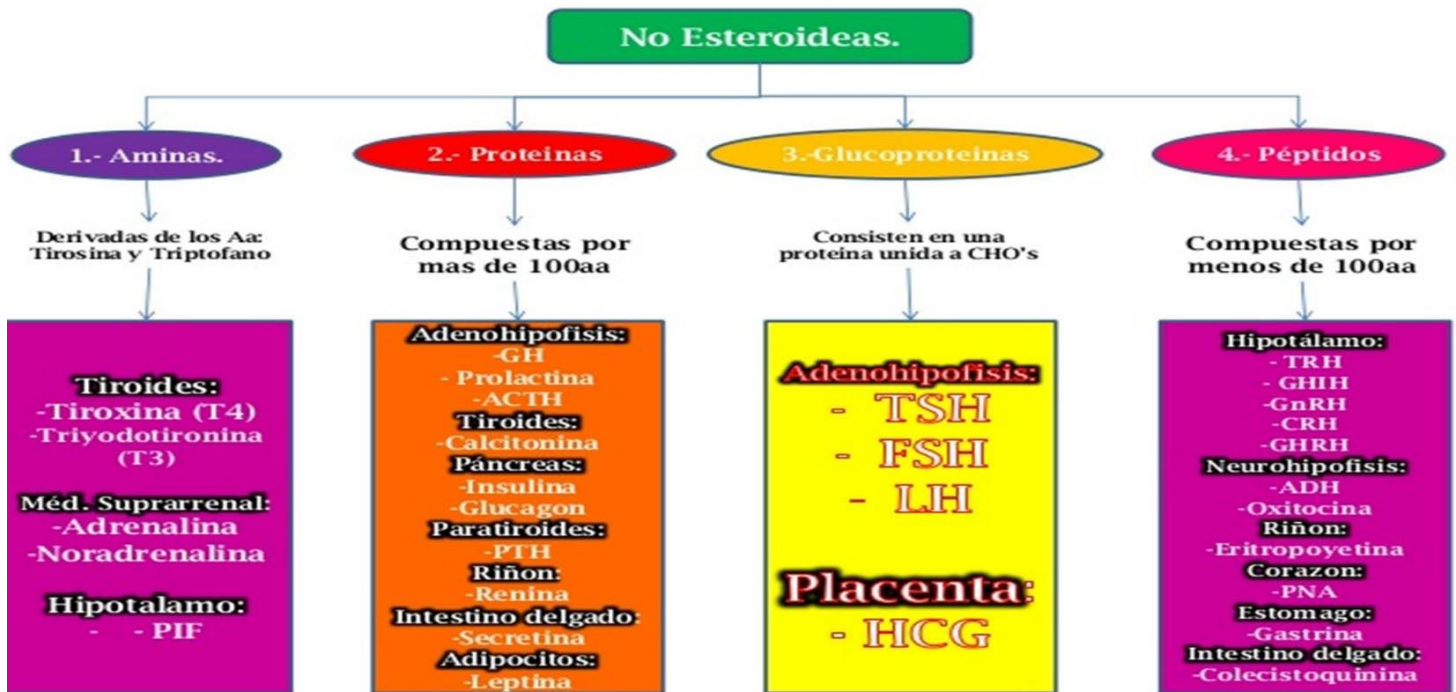 No Esteroideas.
1.- Aminas.
Derivadas de los Aa:
Tirosina y Triptofano
Tiroides:
-Tiroxina (T4)
-Triyodotironina
(T3)
Méd. Suprarrenal:
-Adrenalina
-Noradrenalina
Hipotalamo:
- - PIF
2.- Proteinas
Compuestas por
mas de 100aa
Adenohipofisis:
-GH
- Prolactina
-ACTH
Tiroides:
-Calcitonina
Páncreas:
-Insulina
-Glucagon
Paratiroides:
-PTH
Riñon:
-Renina
Intestino delgado:
-Secretina
Adipocitos:
-Leptina
3.-Glucoproteinas
Consisten en una
proteina unida a CHO's
Adenohipofisis:
- TSH
- FSH
- LH
Placenta:
- HCG
4.- Péptidos
Compuestas por
menos de 100aa
Hipotálamo:
- TRH
- GHIH
-GnRH
-CRH
-GHRH
Neurohipofisis:
-ADH
-Oxitocina
Riñon:
-Eritropoyetina
Corazon:
-PNA
Estomago:
-Gastrina
Intestino delgado:
-Colecistoquinina